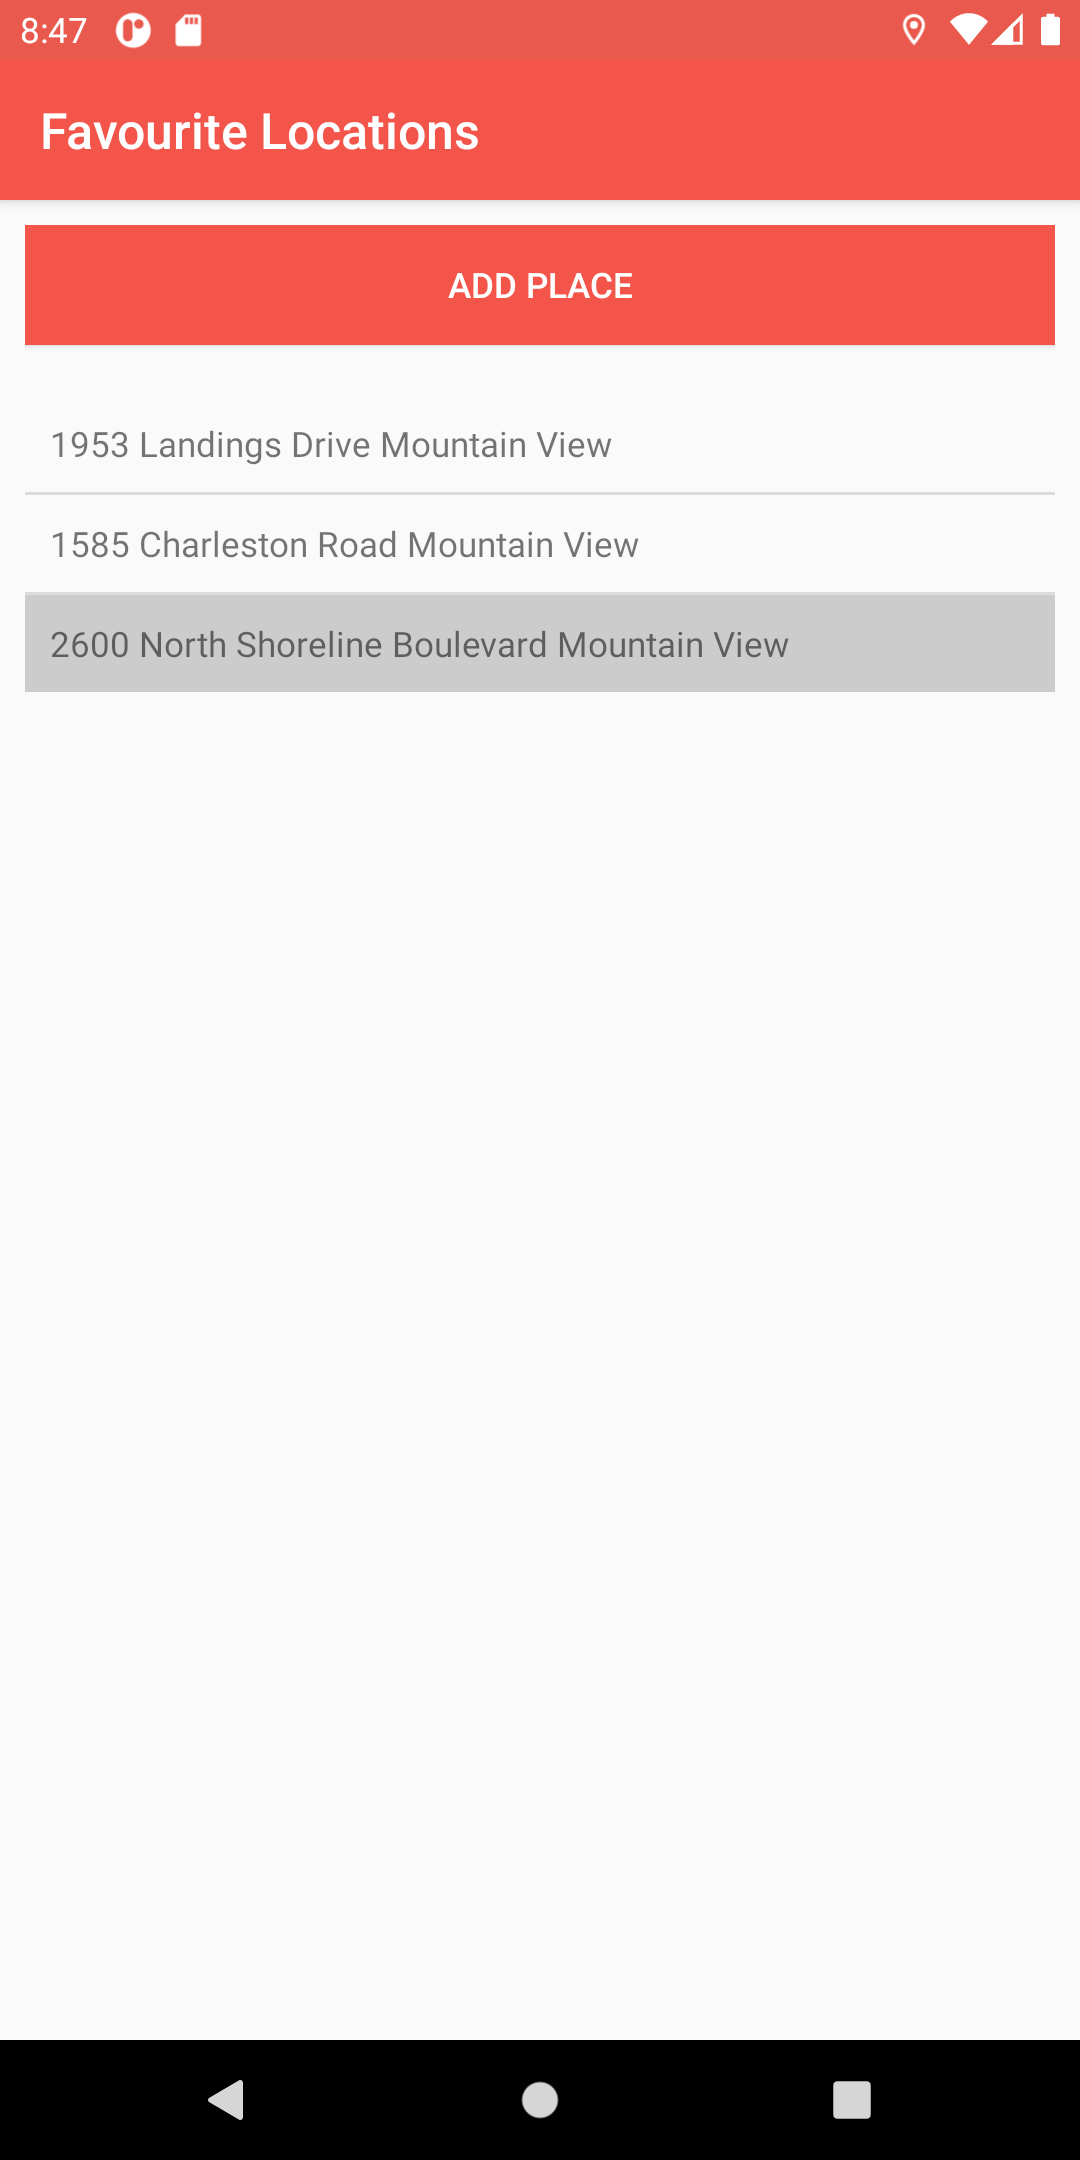 8:47
Favourite Locations
ADD PLACE
1953 Landings Drive Mountain View
1585 Charleston Road Mountain View
2600 North Shoreline Boulevard Mountain View